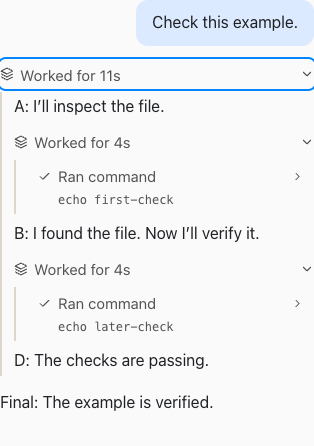 Check this example.
Worked for 11s
A: I’ll inspect the file.
Worked for 4s
Ran command
echo first-check
B: I found the file. Now I’ll verify it.
Worked for 4s
Ran command
echo later-check
D: The checks are passing.
Final: The example is verified.